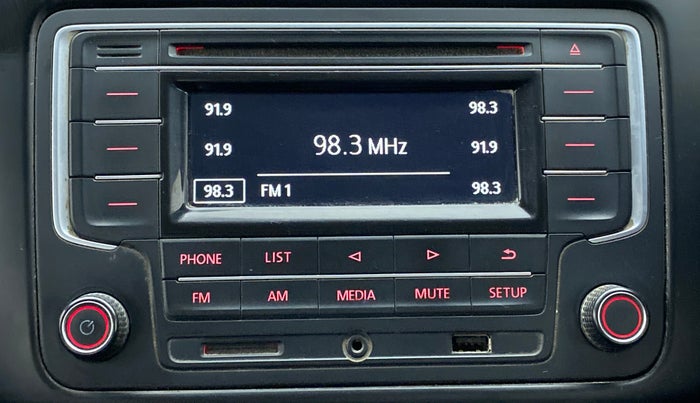 91.9 98.3
98.3 MHz
91.9 91.9
98.3 FM 1 98.3
PHONE LIST
FM AM MEDIA MUTE SETUP